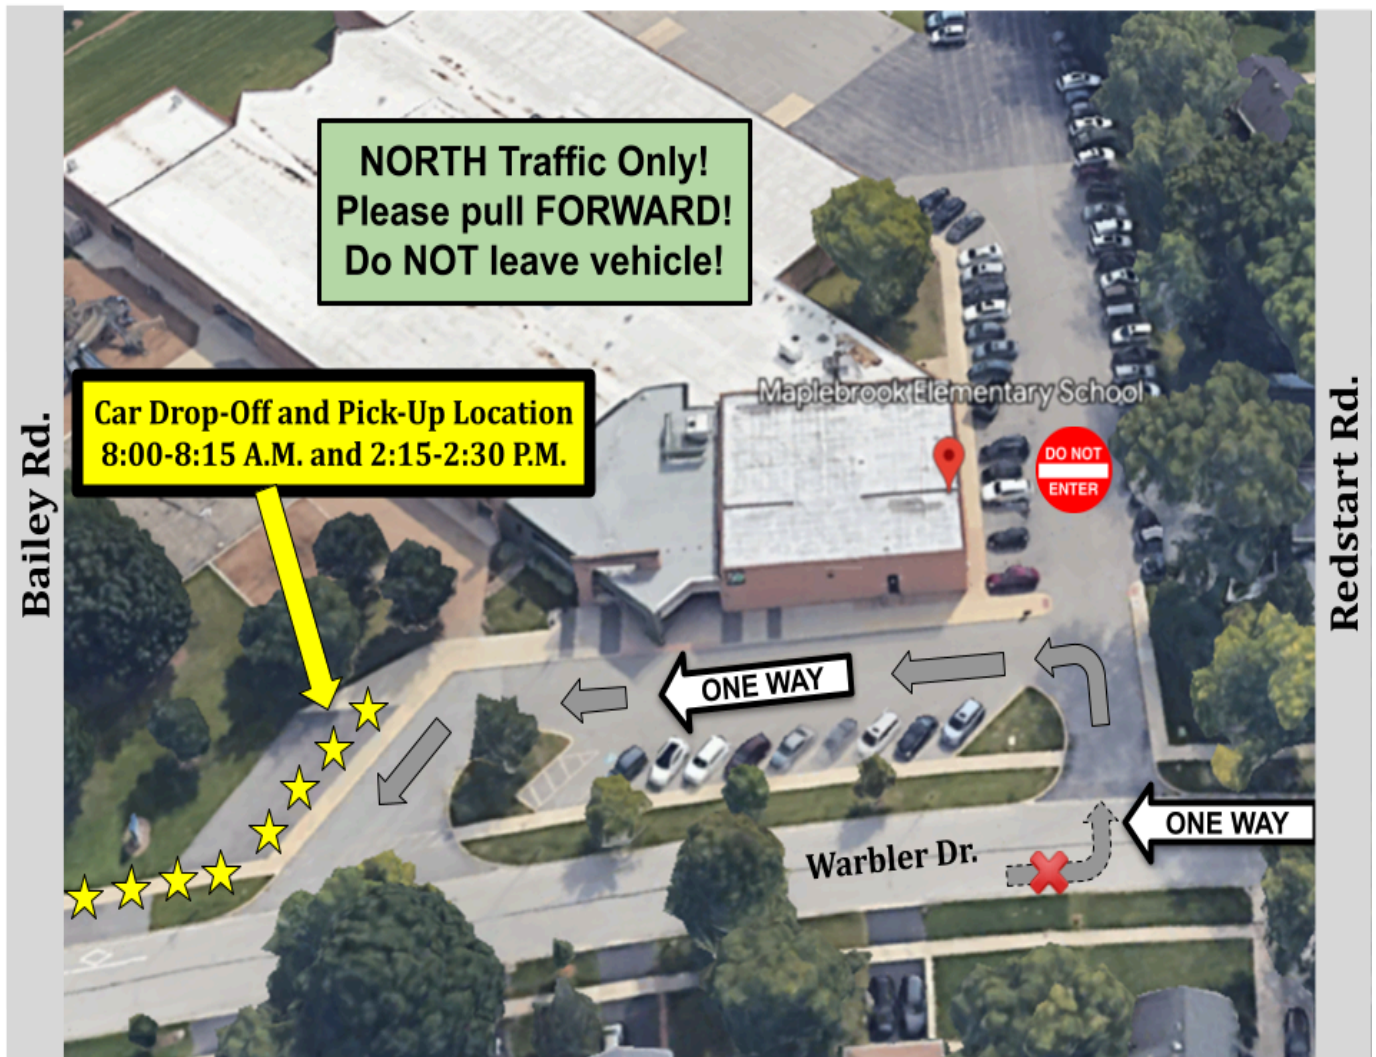 NORTH Traffic Only!
Please pull FORWARD!
Do NOT leave vehicle!
Car Drop-Off and Pick-Up Location
8:00-8:15 A.M. and 2:15-2:30 P.M.
Maplebrook Elementary School
DO NOT
ENTER
Bailey Rd.
Redstart Rd.
ONE WAY
ONE WAY
Warbler Dr.